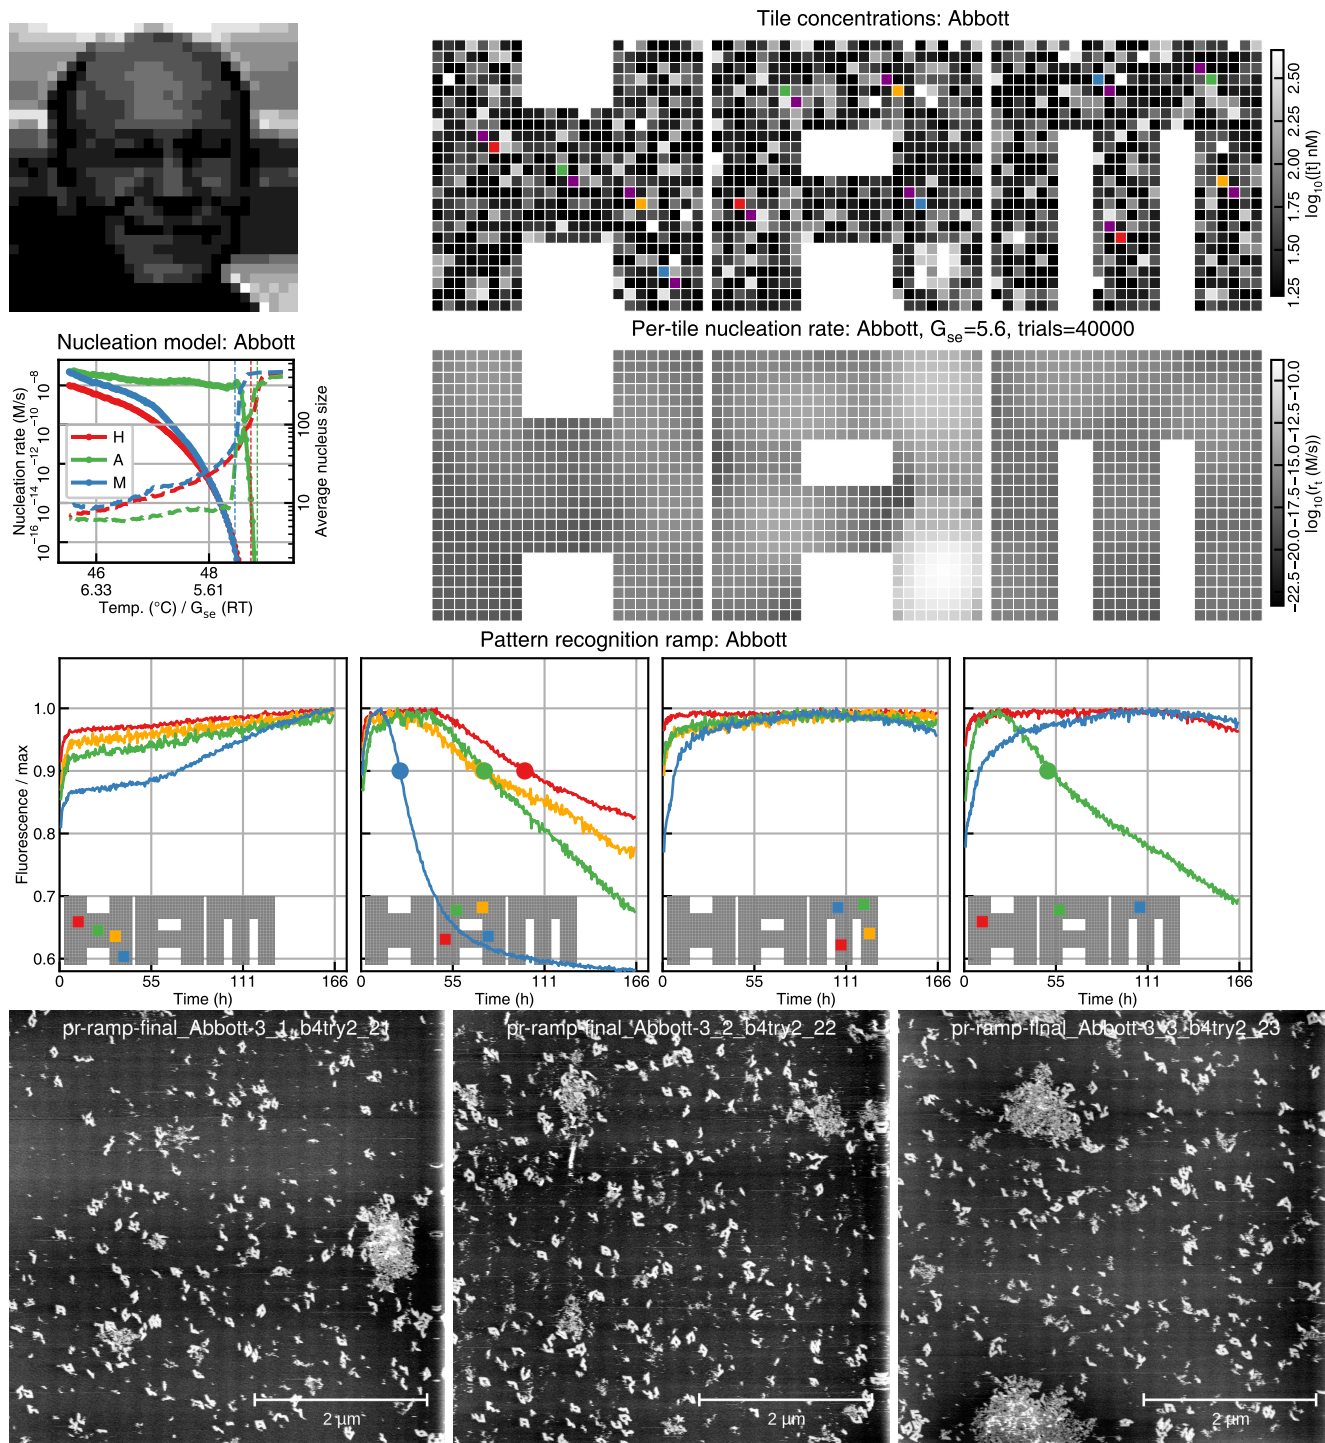 Tile concentrations: Abbott
2.50
2.25
2.00
1.75
1.50
1.25
log10([t] nM)
Nucleation model: Abbott
Nucleation rate (M/s)
10−8
10−10
10−12
10−14
10−16
H
A
M
100
10
Average nucleus size
46
48
6.33
5.61
Temp. (°C) / Gse (RT)
Per-tile nucleation rate: Abbott, Gse=5.6, trials=40000
−10.0
−12.5
−15.0
−17.5
−20.0
−22.5
log10(rt (M/s))
Pattern recognition ramp: Abbott
Fluorescence / max
1.0
0.9
0.8
0.7
0.6
0 55 111 166
0 55 111 166
0 55 111 166
0 55 111 166
Time (h)
Time (h)
Time (h)
Time (h)
pr-ramp-final_Abbott-3_1_b4try2_21
pr-ramp-final_Abbott-3_2_b4try2_22
pr-ramp-final_Abbott-3_3_b4try2_23
2 µm
2 µm
2 µm